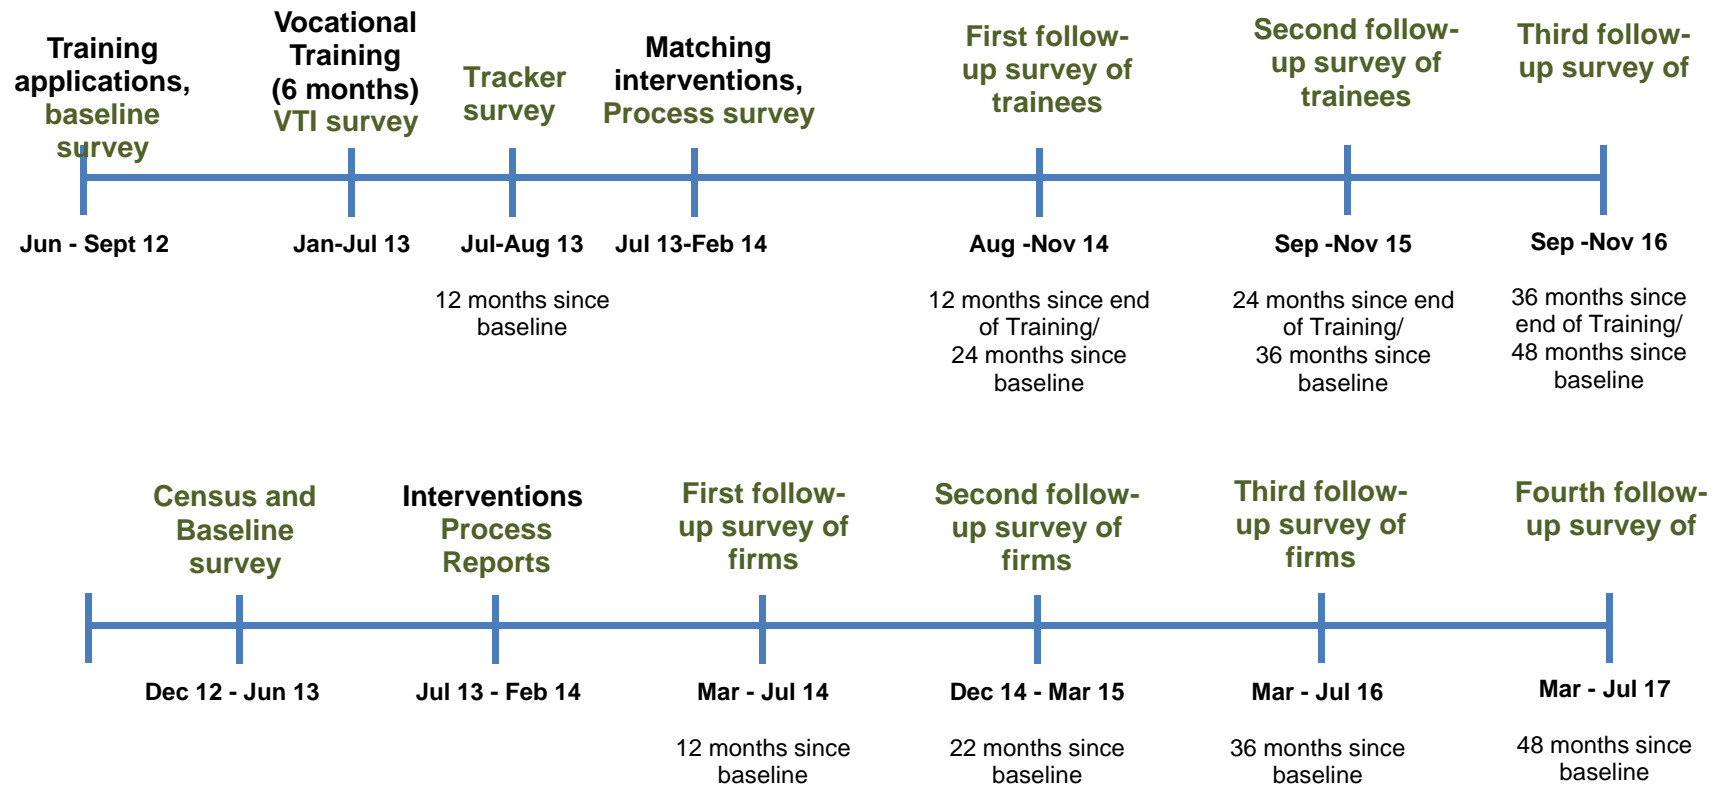 Training
applications,
baseline
survey
Vocational
Training
(6 months)
VTI survey
Tracker
survey
Matching
interventions,
Process survey
First follow-
up survey of
trainees
Second follow-
up survey of
trainees
Third follow-
up survey of
Jun - Sept 12
Jan-Jul 13
Jul-Aug 13
Jul 13-Feb 14
Aug -Nov 14
Sep -Nov 15
Sep -Nov 16
12 months since
baseline
12 months since end
of Training/
24 months since
baseline
24 months since end
of Training/
36 months since
baseline
36 months since
end of Training/
48 months since
baseline
Census and
Baseline
survey
Interventions
Process
Reports
First follow-
up survey of
firms
Second follow-
up survey of
firms
Third follow-
up survey of
firms
Fourth follow-
up survey of
Dec 12 - Jun 13
Jul 13 - Feb 14
Mar - Jul 14
Dec 14 - Mar 15
Mar - Jul 16
Mar - Jul 17
12 months since
baseline
22 months since
baseline
36 months since
baseline
48 months since
baseline